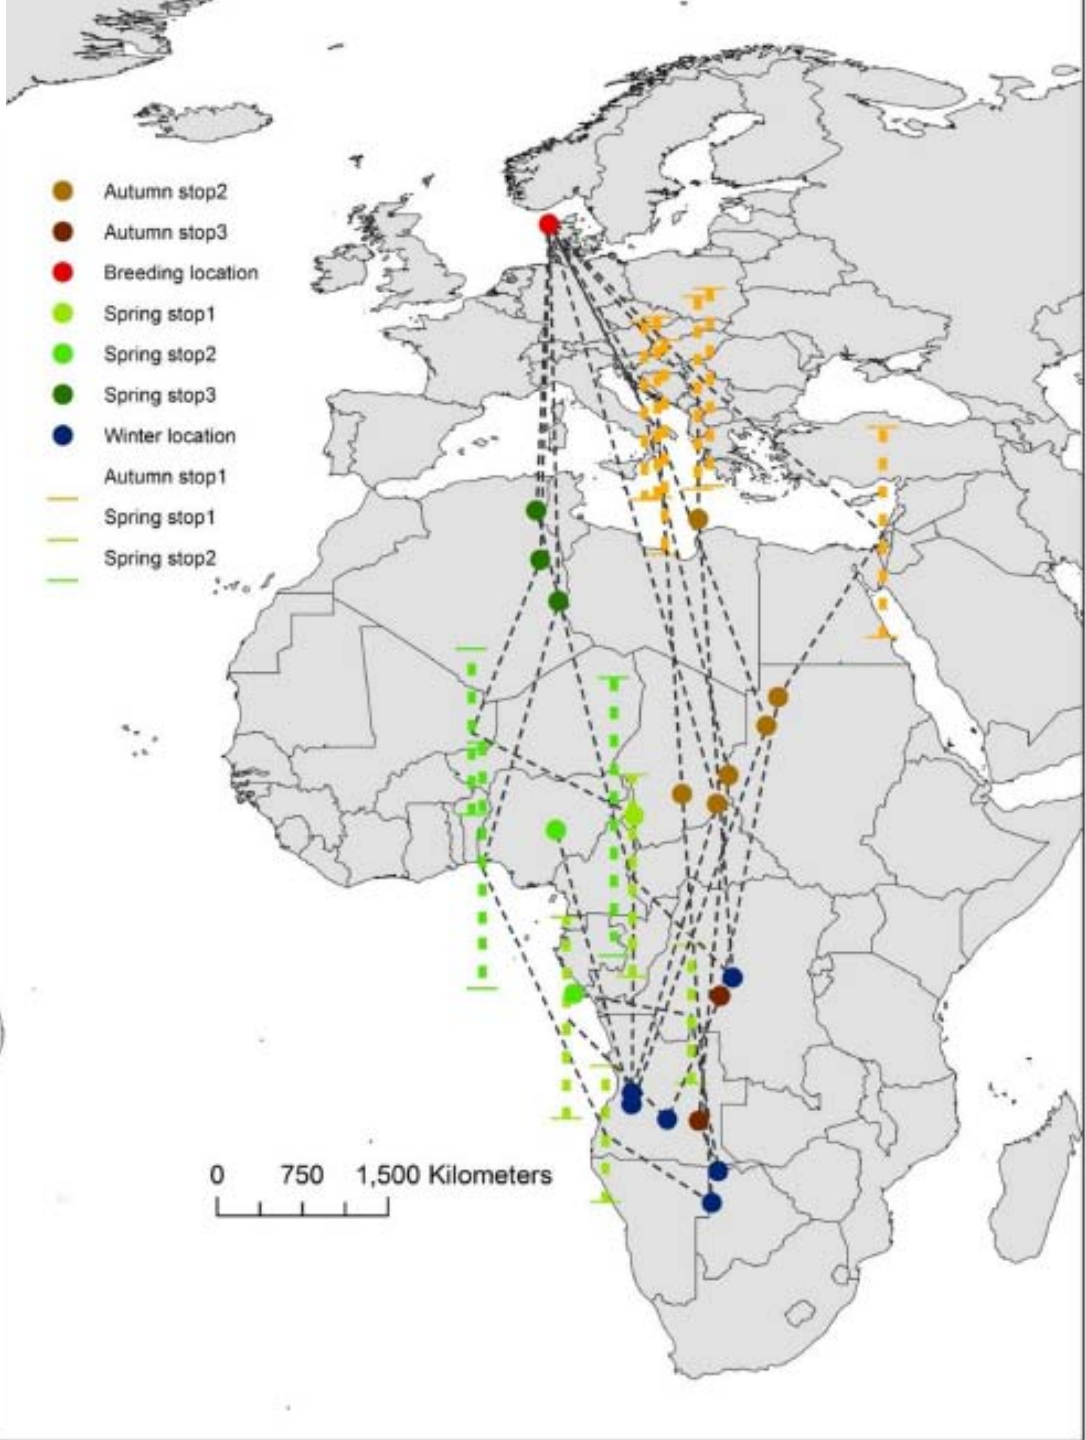 Autumn stop2
Autumn stop3
Breeding location
Spring stop1
Spring stop2
Spring stop3
Winter location
Autumn stop1
Spring stop1
Spring stop2
0 750 1,500 Kilometers